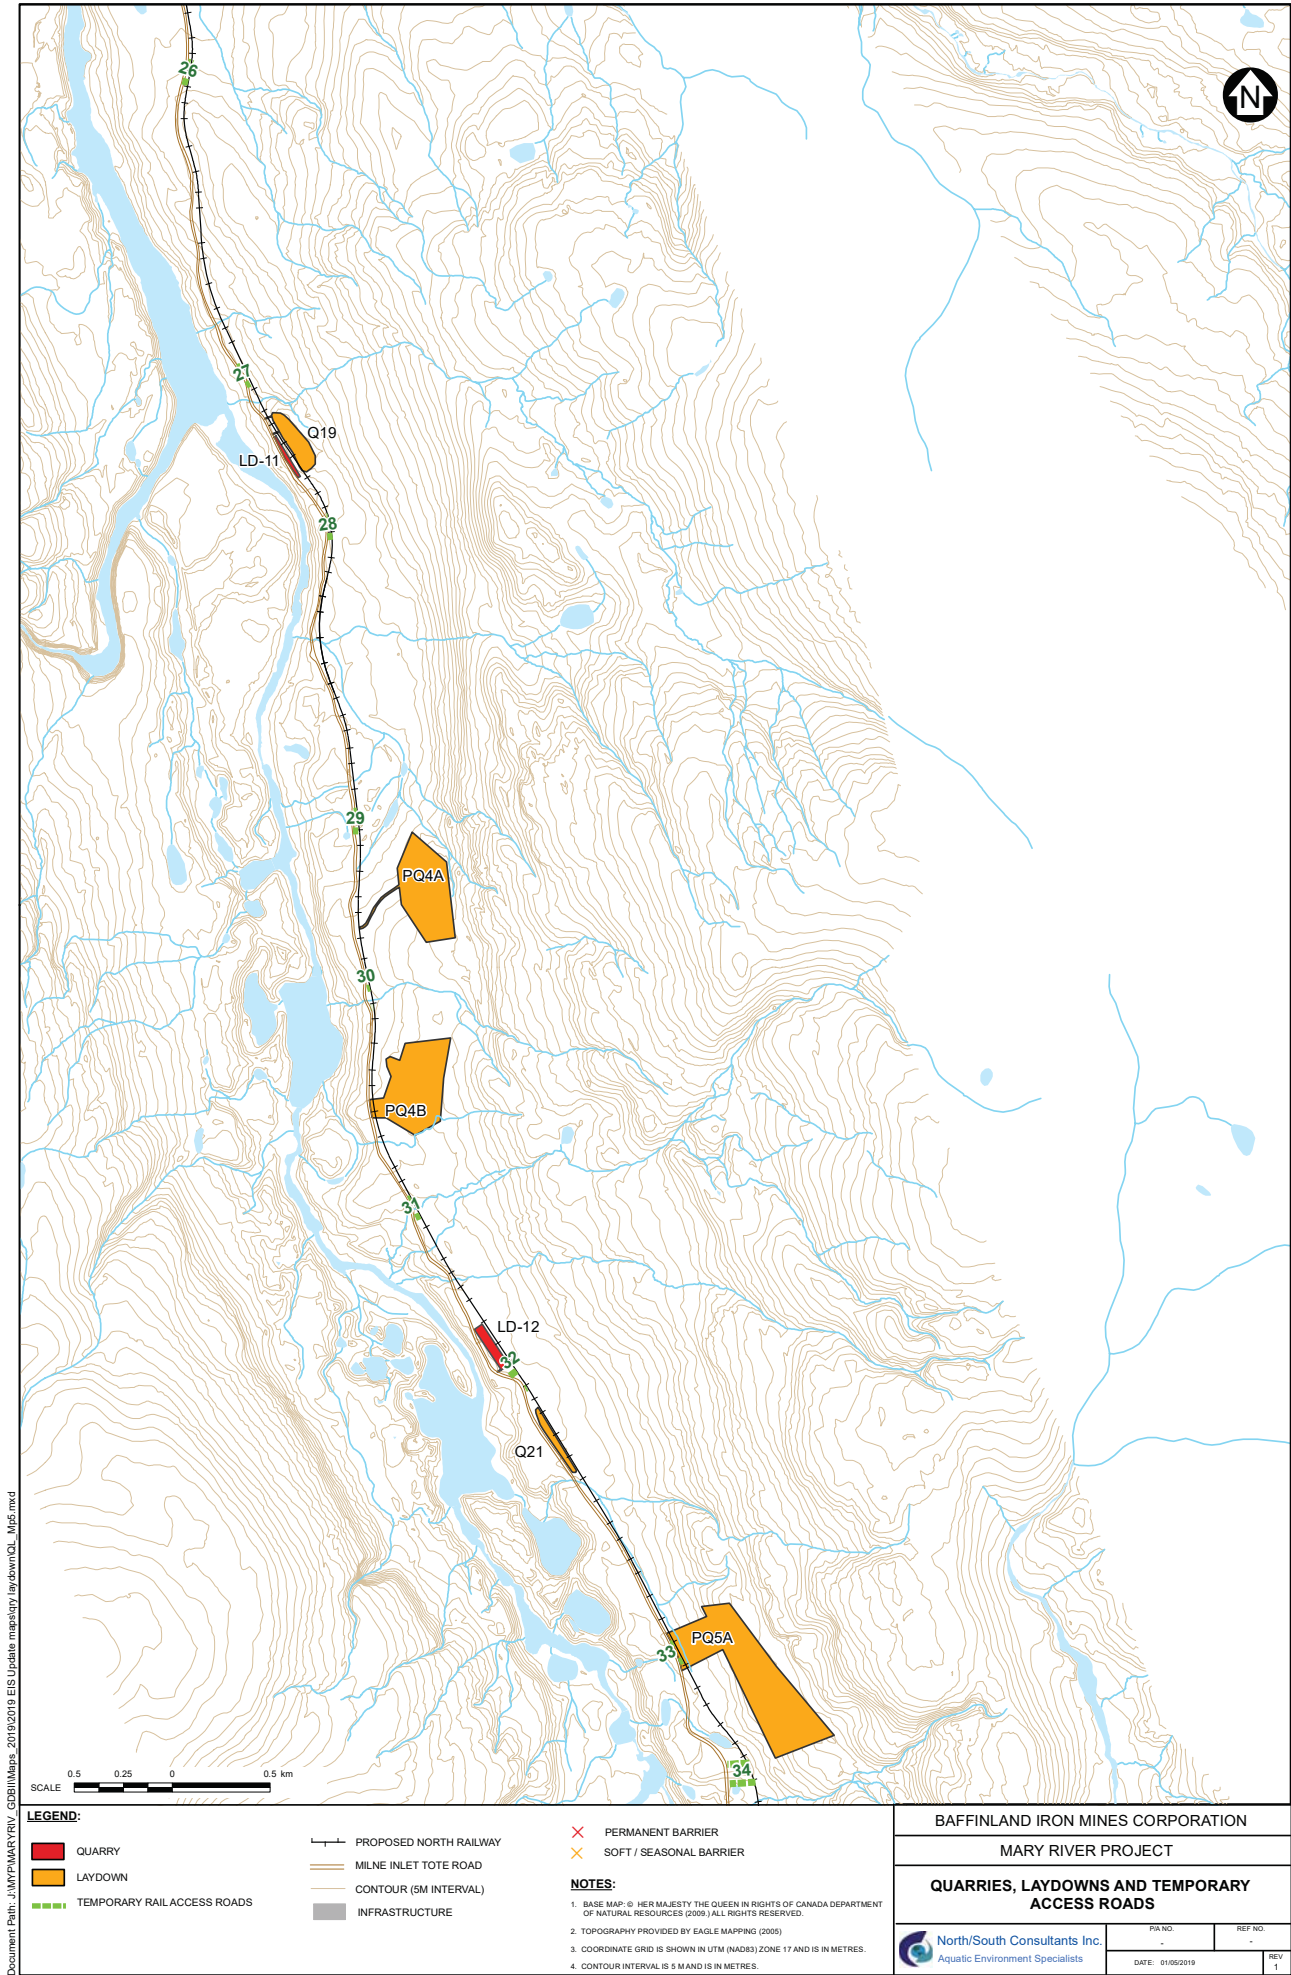 26
N
27
Q19
LD-11
28
29
PQ4A
30
PQ4B
31
LD-12
32
Q21
PQ5A
33
34
SCALE 0.5 0.25 0 0.5 km
Document Path: J:\MYP\MARYRIV_GDBII\Maps_2019\2019 EIS Update maps\qry laydown\QL_Mp5.mxd
LEGEND:
QUARRY
LAYDOWN
TEMPORARY RAIL ACCESS ROADS
PROPOSED NORTH RAILWAY
MILNE INLET TOTE ROAD
CONTOUR (5M INTERVAL)
INFRASTRUCTURE
PERMANENT BARRIER
SOFT / SEASONAL BARRIER
NOTES:
1. BASE MAP: © HER MAJESTY THE QUEEN IN RIGHTS OF CANADA DEPARTMENT
OF NATURAL RESOURCES (2009.) ALL RIGHTS RESERVED.
2. TOPOGRAPHY PROVIDED BY EAGLE MAPPING (2005)
3. COORDINATE GRID IS SHOWN IN UTM (NAD83) ZONE 17 AND IS IN METRES.
4. CONTOUR INTERVAL IS 5 M AND IS IN METRES.
BAFFINLAND IRON MINES CORPORATION
MARY RIVER PROJECT
QUARRIES, LAYDOWNS AND TEMPORARY
ACCESS ROADS
North/South Consultants Inc.
Aquatic Environment Specialists
P/A NO.
-
REF NO.
-
DATE: 01/05/2019
REV
1